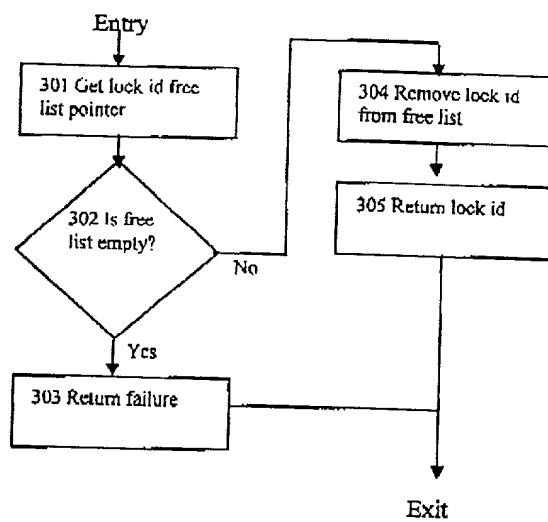 Entry
301 Get lock id free
list pointer
302 Is free
list empty?
No
Yes
303 Return failure
304 Remove lock id
from free list
305 Return lock id
Exit